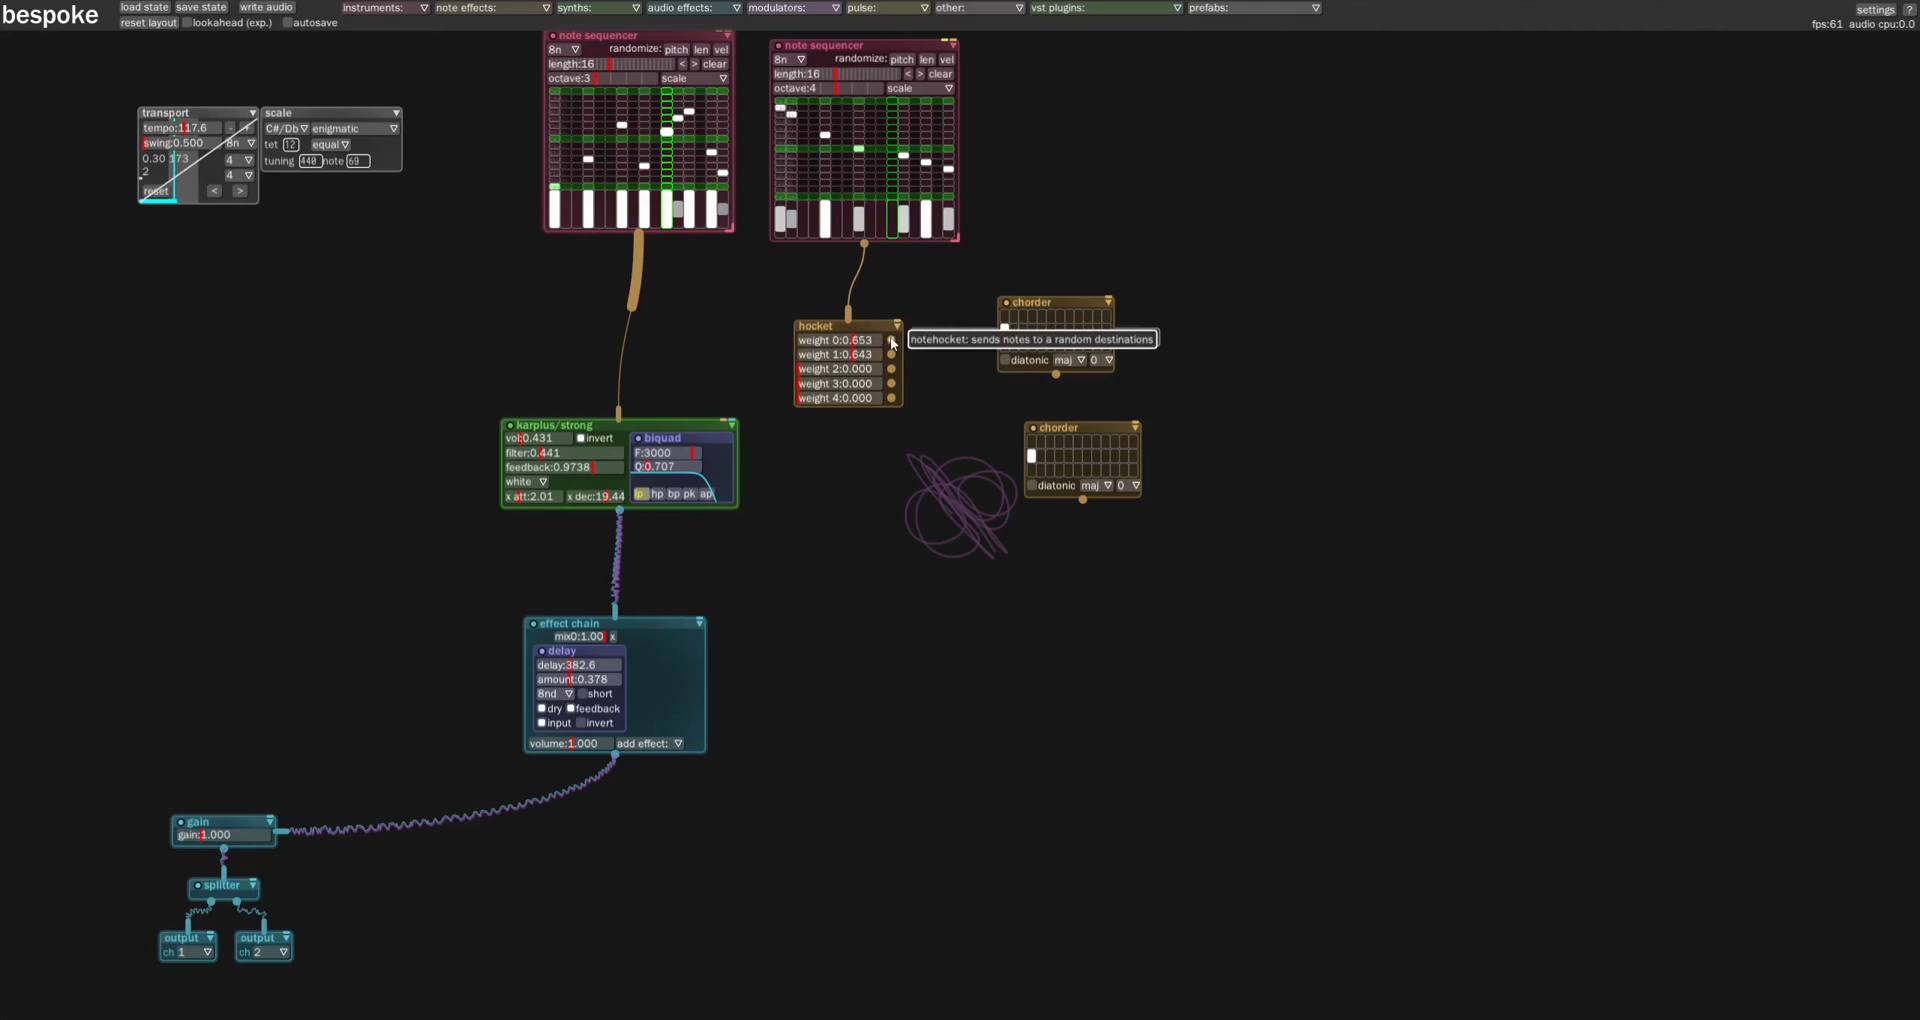 bespoke
load state save state write audio
reset layout lookahead (exp.) autosave
instruments: note effects: synths: audio effects: modulators: pulse: other: vst plugins: prefabs:
settings ?
fps:61 audio cpu:0.0
note sequencer
8n randomize: pitch len vel
length:16 < > clear
octave:3 scale
note sequencer
8n randomize: pitch len vel
length:16 < > clear
octave:4 scale
transport
tempo:117.6 - +
swing:0.500 8n
0.30 173 4
2 4
reset < >
scale
C#/Db enigmatic
tet 12 equal
tuning 440 note 69
hocket
weight 0:0.653
weight 1:0.643
weight 2:0.000
weight 3:0.000
weight 4:0.000
notehocket: sends notes to a random destinations
chorder
diatonic maj 0
chorder
diatonic maj 0
karplus/strong
vol:0.431 invert
filter:0.441
feedback:0.9738
white
x att:2.01 x dec:19.44
biquad
F:3000
Q:0.707
lp hp bp pk ap
effect chain
mix0:1.00 x
delay
delay:382.6
amount:0.378
8nd short
dry feedback
input invert
volume:1.000 add effect:
gain
gain:1.000
splitter
output output
ch 1 ch 2